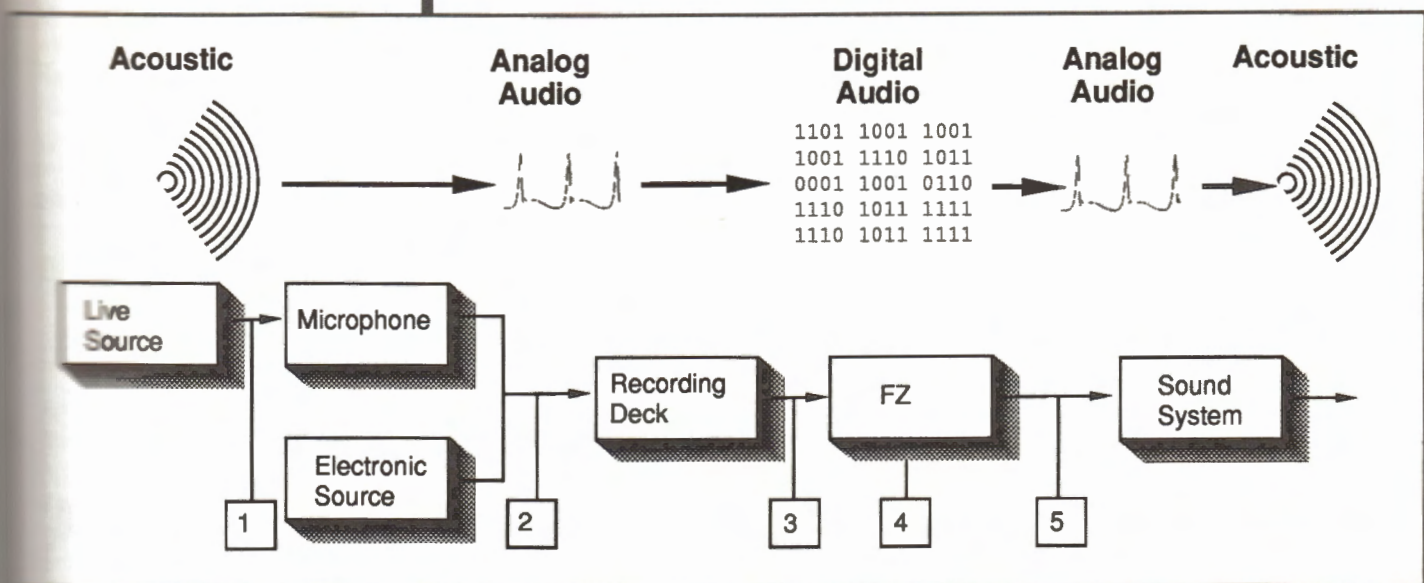 Acoustic
Analog
Audio
Digital
Audio
Analog
Audio
Acoustic
1101 1001 1001
1001 1110 1011
0001 1001 0110
1110 1011 1111
1110 1011 1111
Live
Source
Microphone
Recording
Deck
FZ
Sound
System
Electronic
Source
1
2
3
4
5